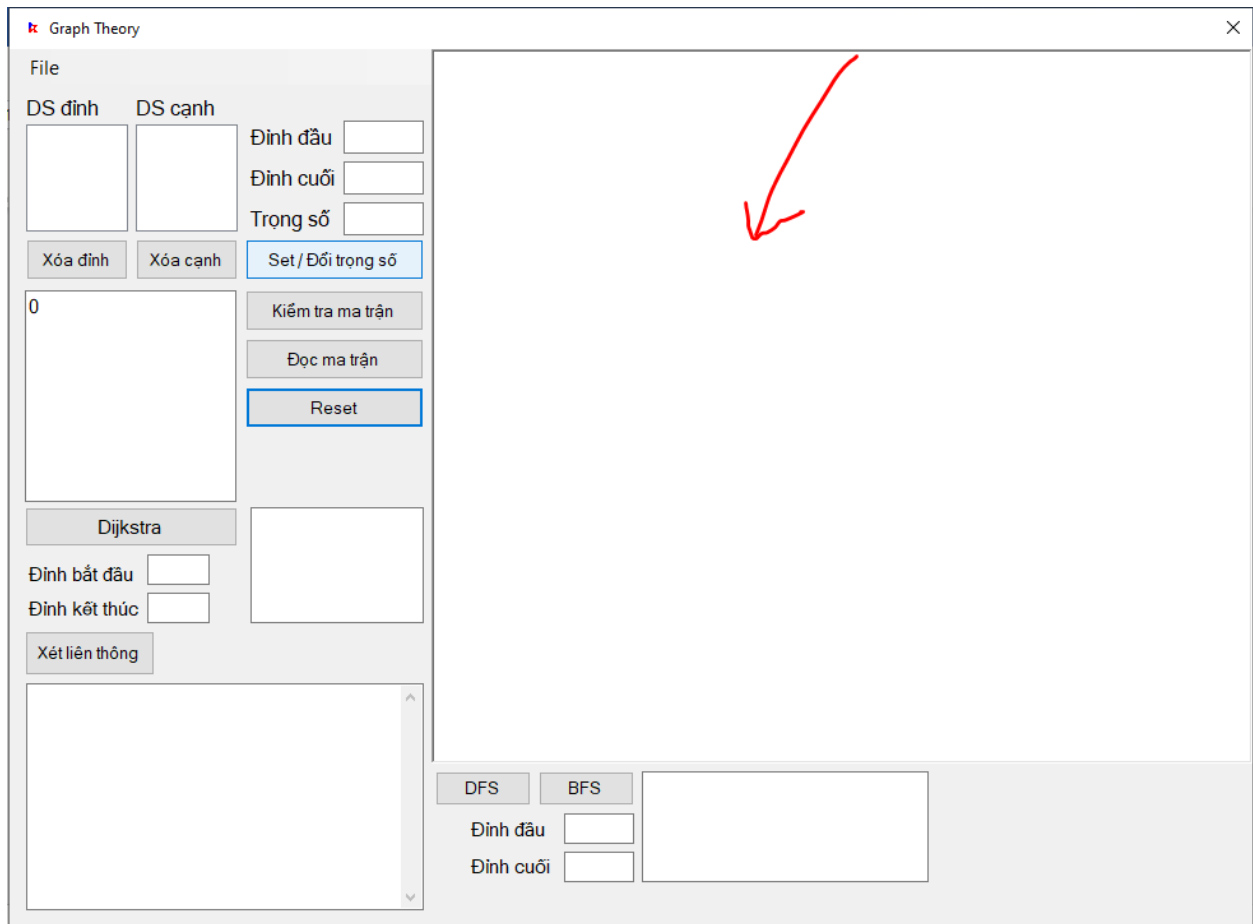 Graph Theory
File
DS đỉnh
DS cạnh
Đỉnh đầu
Đỉnh cuối
Trọng số
Xóa đỉnh
Xóa cạnh
Set / Đổi trọng số
0
Kiểm tra ma trận
Đọc ma trận
Reset
Dijkstra
Đỉnh bắt đầu
Đỉnh kết thúc
Xét liên thông
DFS
BFS
Đỉnh đầu
Đỉnh cuối